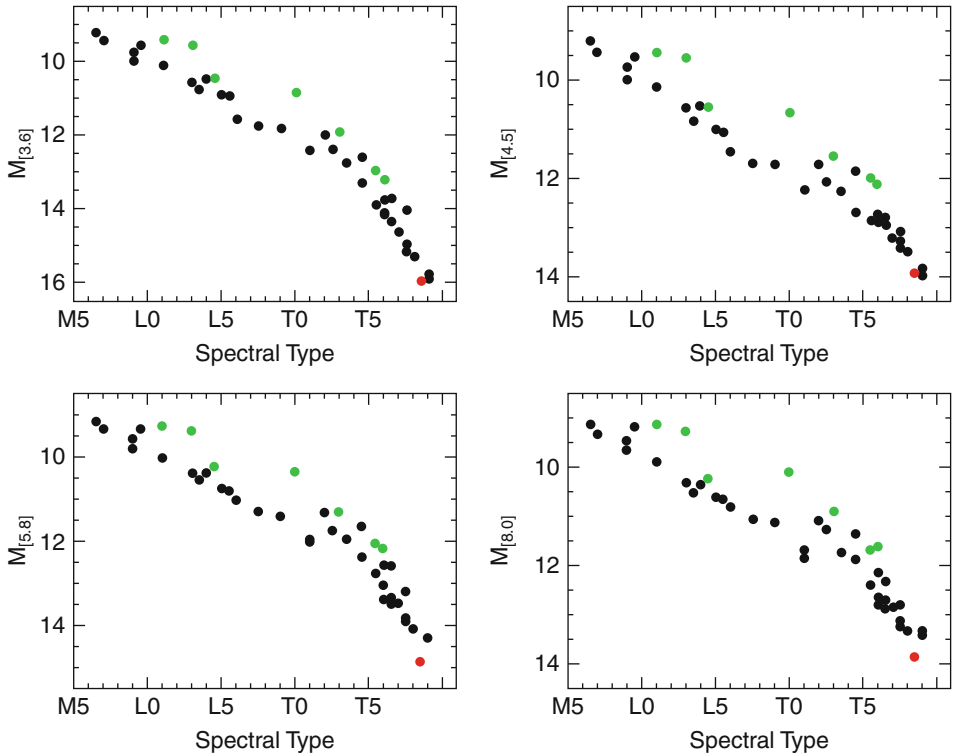 10
12
14
16
M[3.6]
M5 L0 L5 T0 T5
Spectral Type
10
12
14
M[4.5]
M5 L0 L5 T0 T5
Spectral Type
10
12
14
M[5.8]
M5 L0 L5 T0 T5
Spectral Type
10
12
14
M[8.0]
M5 L0 L5 T0 T5
Spectral Type